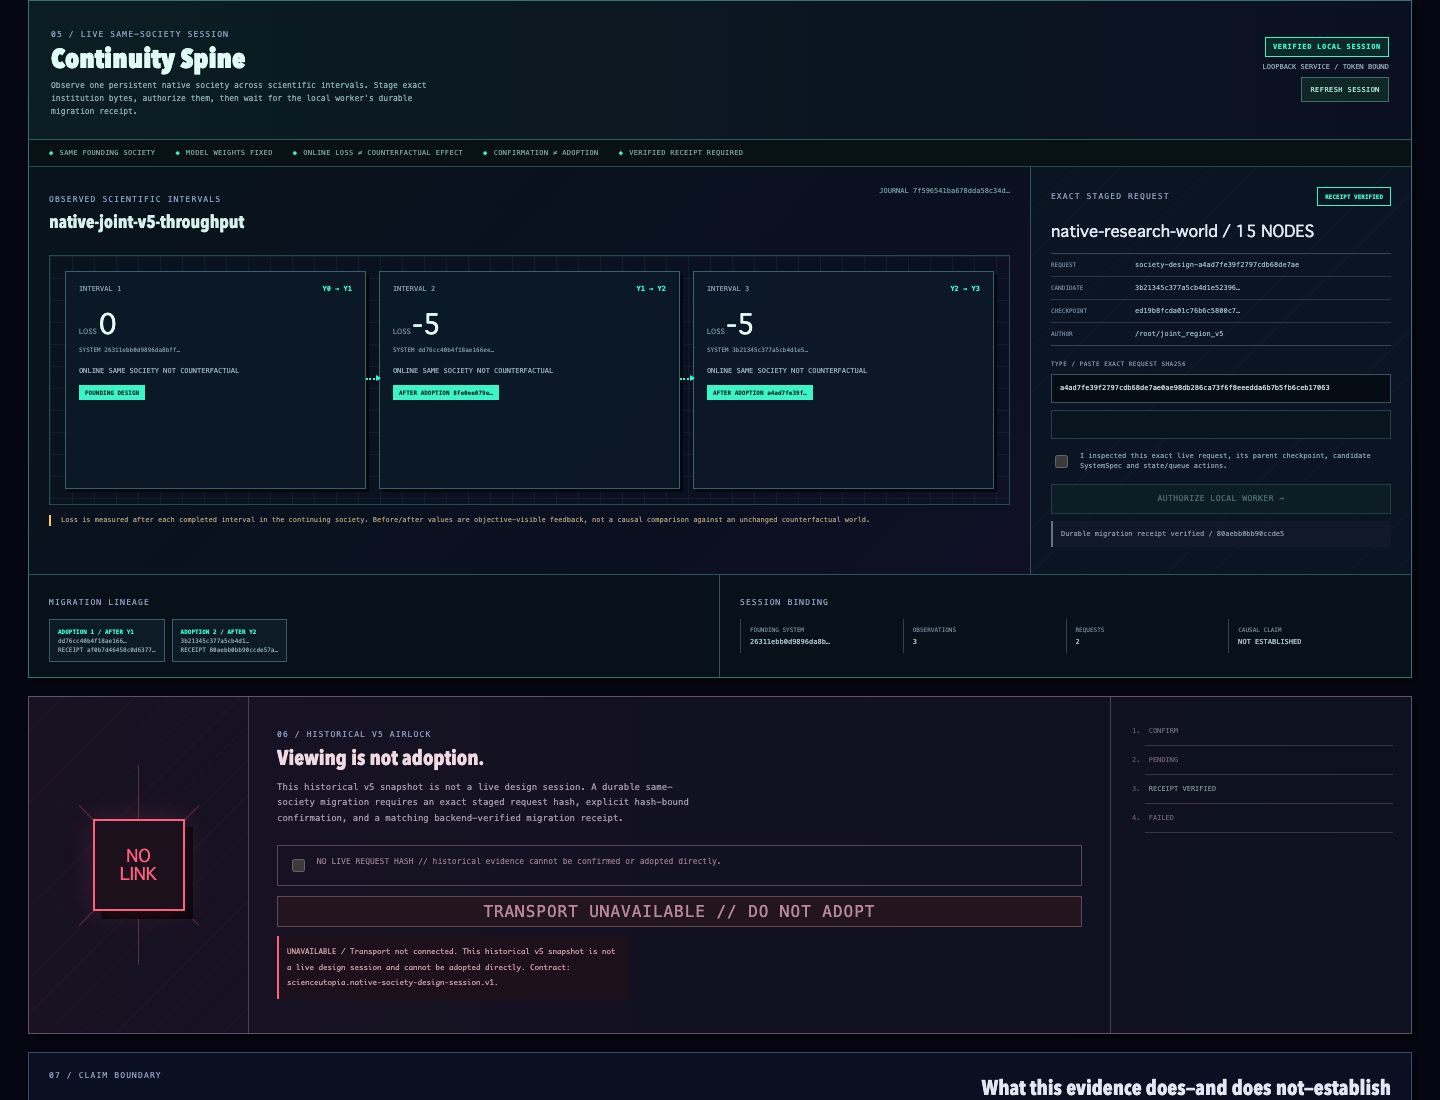 05 / LIVE SAME-SOCIETY SESSION
Continuity Spine
Observe one persistent native society across scientific intervals. Stage exact
institution bytes, authorize them, then wait for the local worker's durable
migration receipt.
VERIFIED LOCAL SESSION
LOOPBACK SERVICE / TOKEN BOUND
REFRESH SESSION
◆ SAME FOUNDING SOCIETY ◆ MODEL WEIGHTS FIXED ◆ ONLINE LOSS ≠ COUNTERFACTUAL EFFECT ◆ CONFIRMATION ≠ ADOPTION ◆ VERIFIED RECEIPT REQUIRED
OBSERVED SCIENTIFIC INTERVALS
native-joint-v5-throughput
JOURNAL 7f596541ba678dda58c34d…
INTERVAL 1 Y0 → Y1
LOSS 0
SYSTEM 26311ebb0d9896da8bff…
ONLINE SAME SOCIETY NOT COUNTERFACTUAL
FOUNDING DESIGN
INTERVAL 2 Y1 → Y2
LOSS -5
SYSTEM dd76cc40b4f18ae166ee…
ONLINE SAME SOCIETY NOT COUNTERFACTUAL
AFTER ADOPTION 8fe0ee079e…
INTERVAL 3 Y2 → Y3
LOSS -5
SYSTEM 3b21345c377a5cb4d1e5…
ONLINE SAME SOCIETY NOT COUNTERFACTUAL
AFTER ADOPTION a4ad7fe39f…
Loss is measured after each completed interval in the continuing society. Before/after values are objective-visible feedback, not a causal comparison against an unchanged counterfactual world.
EXACT STAGED REQUEST
RECEIPT VERIFIED
native-research-world / 15 NODES
REQUEST society-design-a4ad7fe39f2797cdb68de7ae
CANDIDATE 3b21345c377a5cb4d1e52396…
CHECKPOINT ed19b8fcda01c76b6c5800c7…
AUTHOR /root/joint_region_v5
TYPE / PASTE EXACT REQUEST SHA256
a4ad7fe39f2797cdb68de7ae0ae98db286ca73f6f8eeedda6b7b5fb6ceb17063
I inspected this exact live request, its parent checkpoint, candidate
SystemSpec and state/queue actions.
AUTHORIZE LOCAL WORKER →
Durable migration receipt verified / 80aebb0bb90ccde5
MIGRATION LINEAGE
ADOPTION 1 / AFTER Y1
dd76cc40b4f18ae166…
RECEIPT af0b7d46458c0d6377…
ADOPTION 2 / AFTER Y2
3b21345c377a5cb4d1…
RECEIPT 80aebb0bb90ccde57a…
SESSION BINDING
FOUNDING SYSTEM
26311ebb0d9896da8b…
OBSERVATIONS
3
REQUESTS
2
CAUSAL CLAIM
NOT ESTABLISHED
NO
LINK
06 / HISTORICAL V5 AIRLOCK
Viewing is not adoption.
This historical v5 snapshot is not a live design session. A durable same-
society migration requires an exact staged request hash, explicit hash-bound
confirmation, and a matching backend-verified migration receipt.
NO LIVE REQUEST HASH // historical evidence cannot be confirmed or adopted directly.
TRANSPORT UNAVAILABLE // DO NOT ADOPT
UNAVAILABLE / Transport not connected. This historical v5 snapshot is not
a live design session and cannot be adopted directly. Contract:
scienceutopia.native-society-design-session.v1.
1. CONFIRM
2. PENDING
3. RECEIPT VERIFIED
4. FAILED
07 / CLAIM BOUNDARY
What this evidence does—and does not—establish